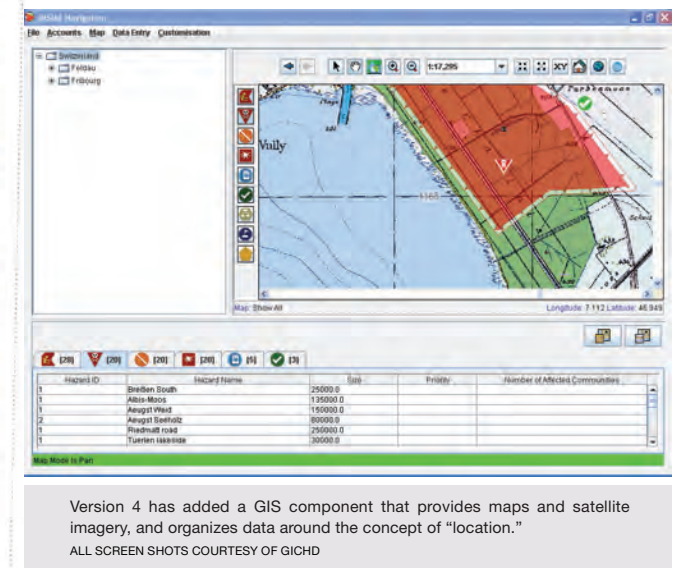 IMSMA Navigation
File Accounts Map Data Entry Customisation
Switzerland
Feldau
Fribourg
1:17,295
XY
Vully
1160
Map: Show All
Longitude: 7.112 Latitude: 46.949
[28] [20] [20] [20] [5] [3]
Hazard ID Hazard Name Size Priority Number of Affected Communities
1 Breiten South 25000.0
1 Albis-Moos 135000.0
1 Aeugst Weid 150000.0
2 Aeugst Seeholz 80000.0
1 Riedmatt road 250000.0
1 Tuerlen lakeside 30000.0
Map Mode Is Pan
Version 4 has added a GIS component that provides maps and satellite
imagery, and organizes data around the concept of “location.”
ALL SCREEN SHOTS COURTESY OF GICHD